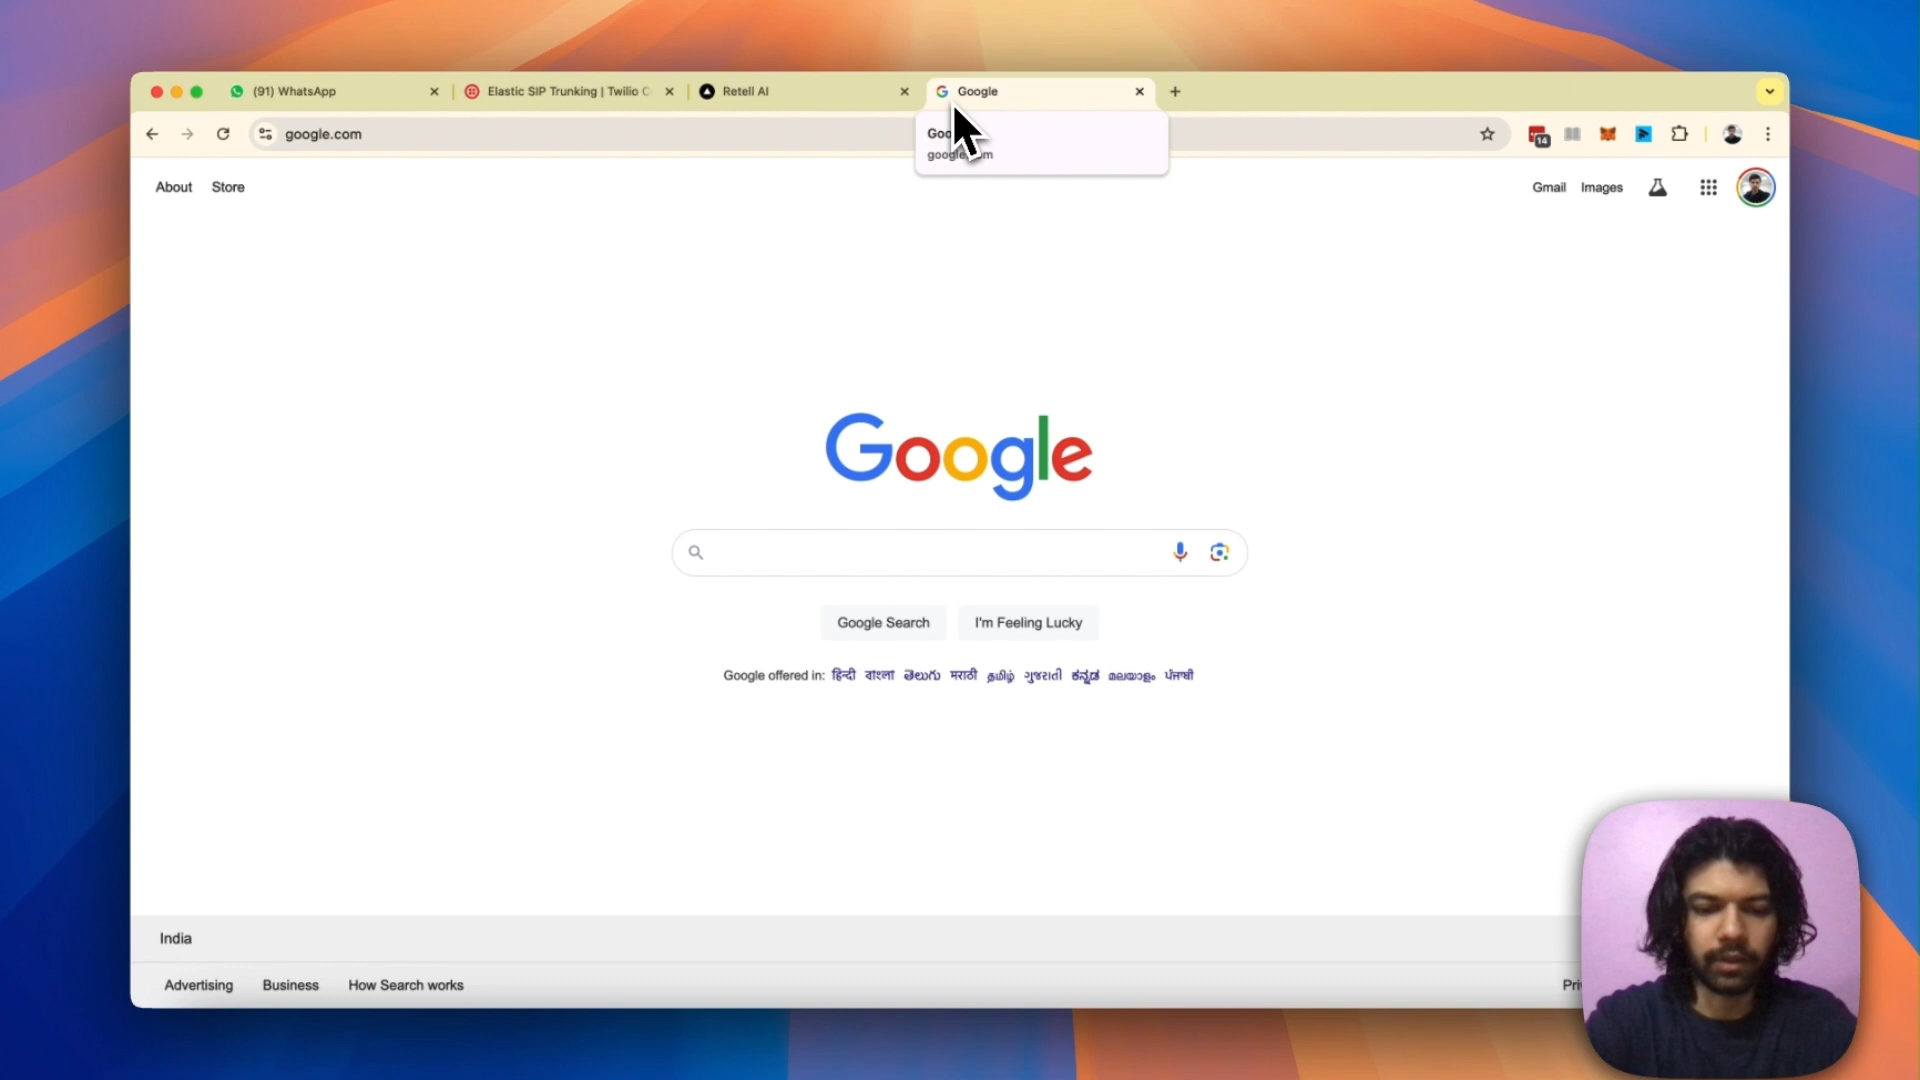 (91) WhatsApp
Elastic SIP Trunking | Twilio C
Retell AI
Google
google.com
14
About
Store
Gmail
Images
Google
Google Search
I'm Feeling Lucky
Google offered in: हिन्दी বাংলা తెలుగు मराठी தமிழ் ગુજરાતી ಕನ್ನಡ മലയാളം ਪੰਜਾਬੀ
India
Advertising
Business
How Search works